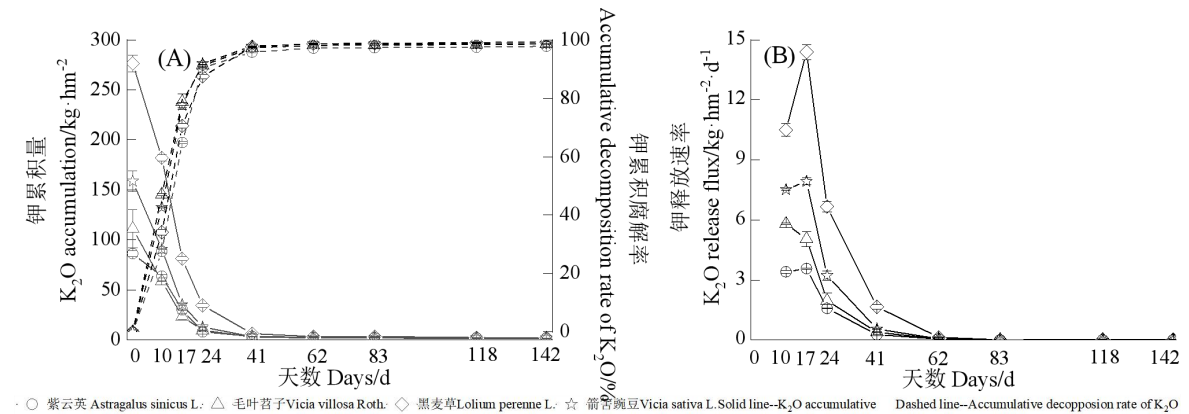 (A)
钾累积量
K₂O accumulation/kg·hm⁻²
300
250
200
150
100
50
0
100
80
60
40
20
0
Accumulative decomposition rate of K₂O/%
钾累积腐解率
0 10 17 24 41 62 83 118 142
天数 Days/d
(B)
钾释放速率
K₂O release flux/kg·hm⁻²·d⁻¹
15
12
9
6
3
0
0 10 17 24 41 62 83 118 142
天数 Days/d
紫云英 Astragalus sinicus L. 毛叶苕子Vicia villosa Roth. 黑麦草Lolium perenne L. 箭筈豌豆Vicia sativa L. Solid line--K₂O accumulative Dashed line--Accumulative decopposition rate of K₂O